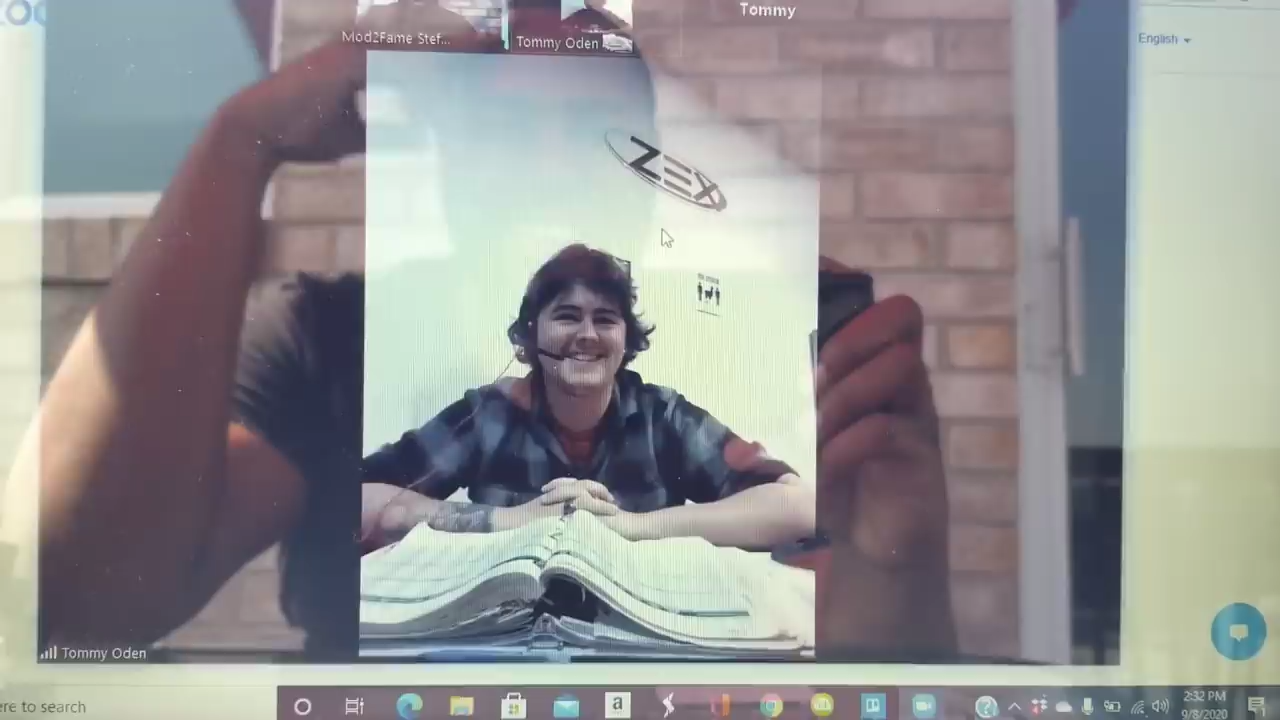 Tommy
Mod2Fame Stef...
Tommy Oden
English
ZEX
Tommy Oden
ere to search
2:32 PM
9/8/2020